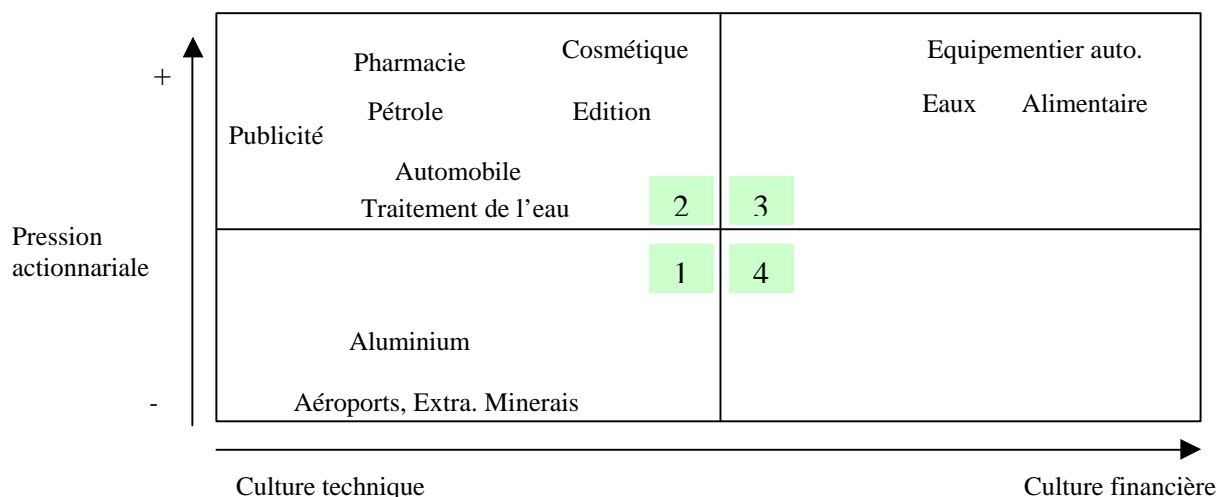 Cosmétique
Equipementier auto.
Pharmacie
+
Pétrole
Edition
Eaux
Alimentaire
Publicité
Automobile
Traitement de l’eau
2
3
Pression
actionnariale
1
4
Aluminium
-
Aéroports, Extra. Minerais
Culture technique
Culture financière